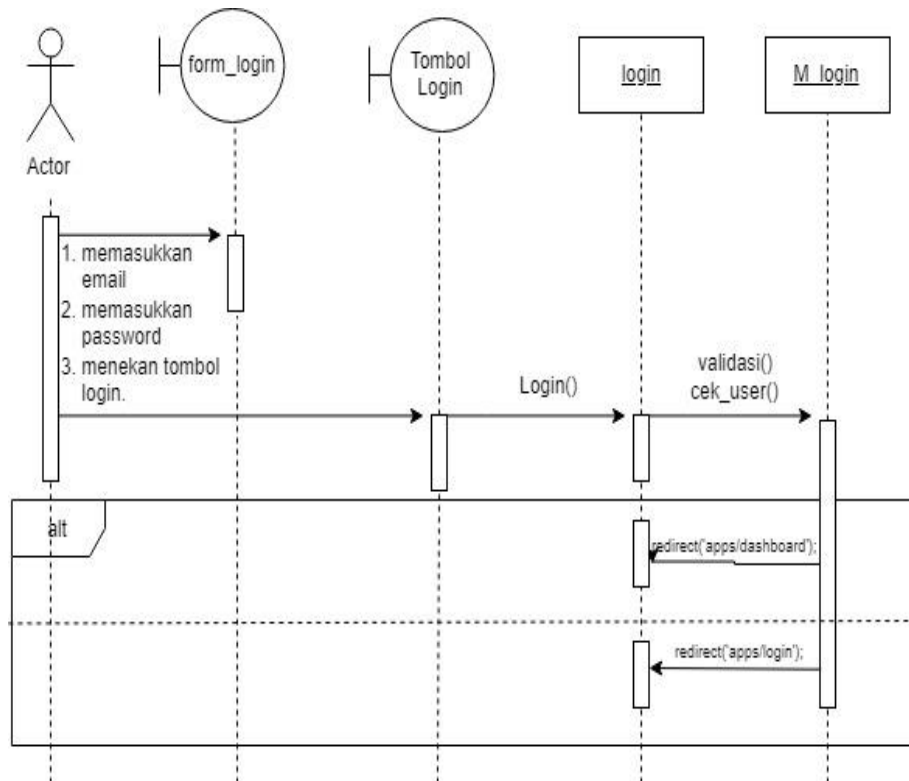 form_login
Tombol
Login
login
M_login
Actor
1. memasukkan
email
2. memasukkan
password
3. menekan tombol
login.
Login()
validasi()
cek_user()
alt
redirect('apps/dashboard');
redirect('apps/login');